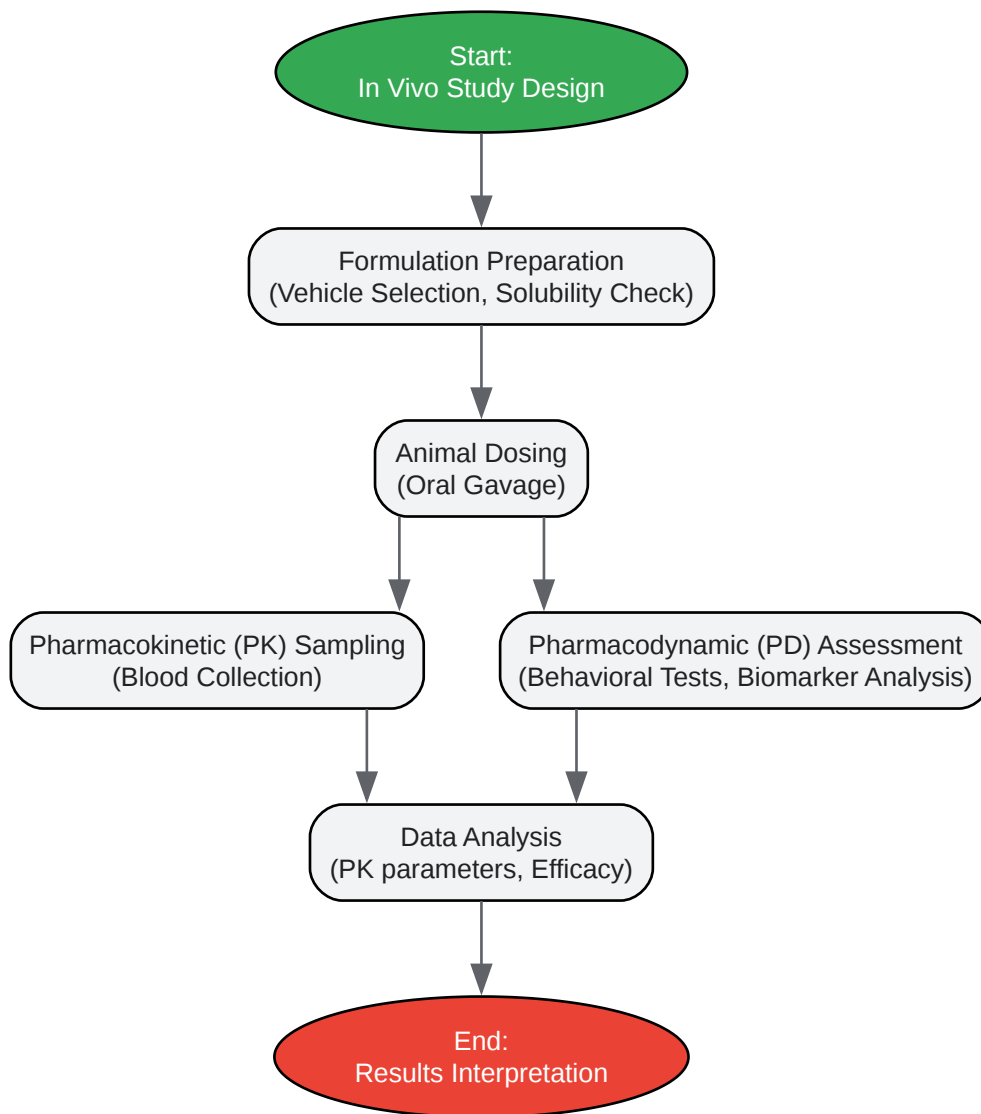 Start:
In Vivo Study Design
Formulation Preparation
(Vehicle Selection, Solubility Check)
Animal Dosing
(Oral Gavage)
Pharmacokinetic (PK) Sampling
(Blood Collection)
Pharmacodynamic (PD) Assessment
(Behavioral Tests, Biomarker Analysis)
Data Analysis
(PK parameters, Efficacy)
End:
Results Interpretation